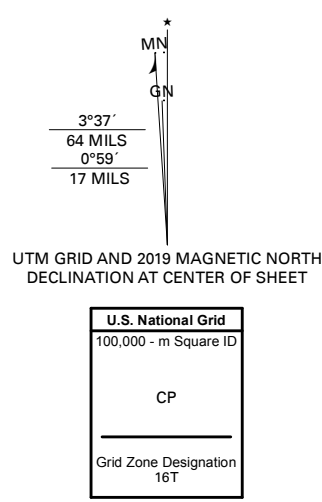 MN
GN
3°37´
64 MILS
0°59´
17 MILS
UTM GRID AND 2019 MAGNETIC NORTH
DECLINATION AT CENTER OF SHEET
U.S. National Grid
100,000 - m Square ID
CP
Grid Zone Designation
16T